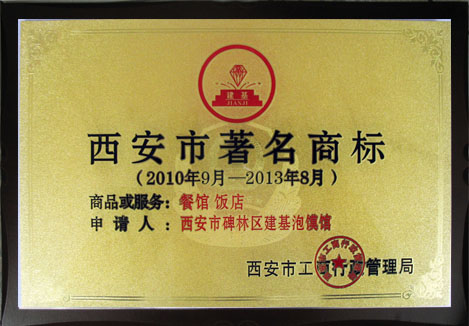 建基
JIANJI
西安市著名商标
（2010年9月—2013年8月）
商品或服务：餐馆 饭店
申 请 人 ：西安市碑林区建基泡馍馆
西安市工商行政管理局